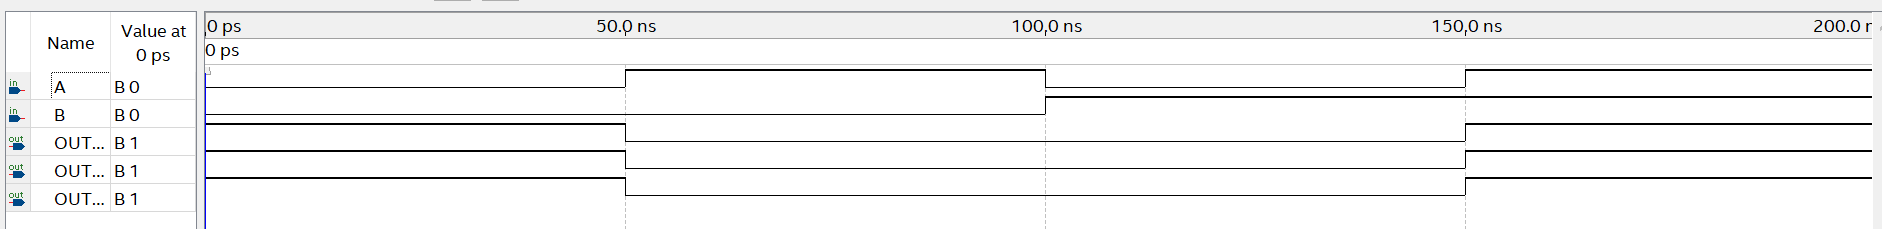 Name
Value at
0 ps
0 ps
50.0 ns
100.0 ns
150.0 ns
200.0 n
0 ps
in
A
B 0
in
B
B 0
out
OUT...
B 1
out
OUT...
B 1
out
OUT...
B 1